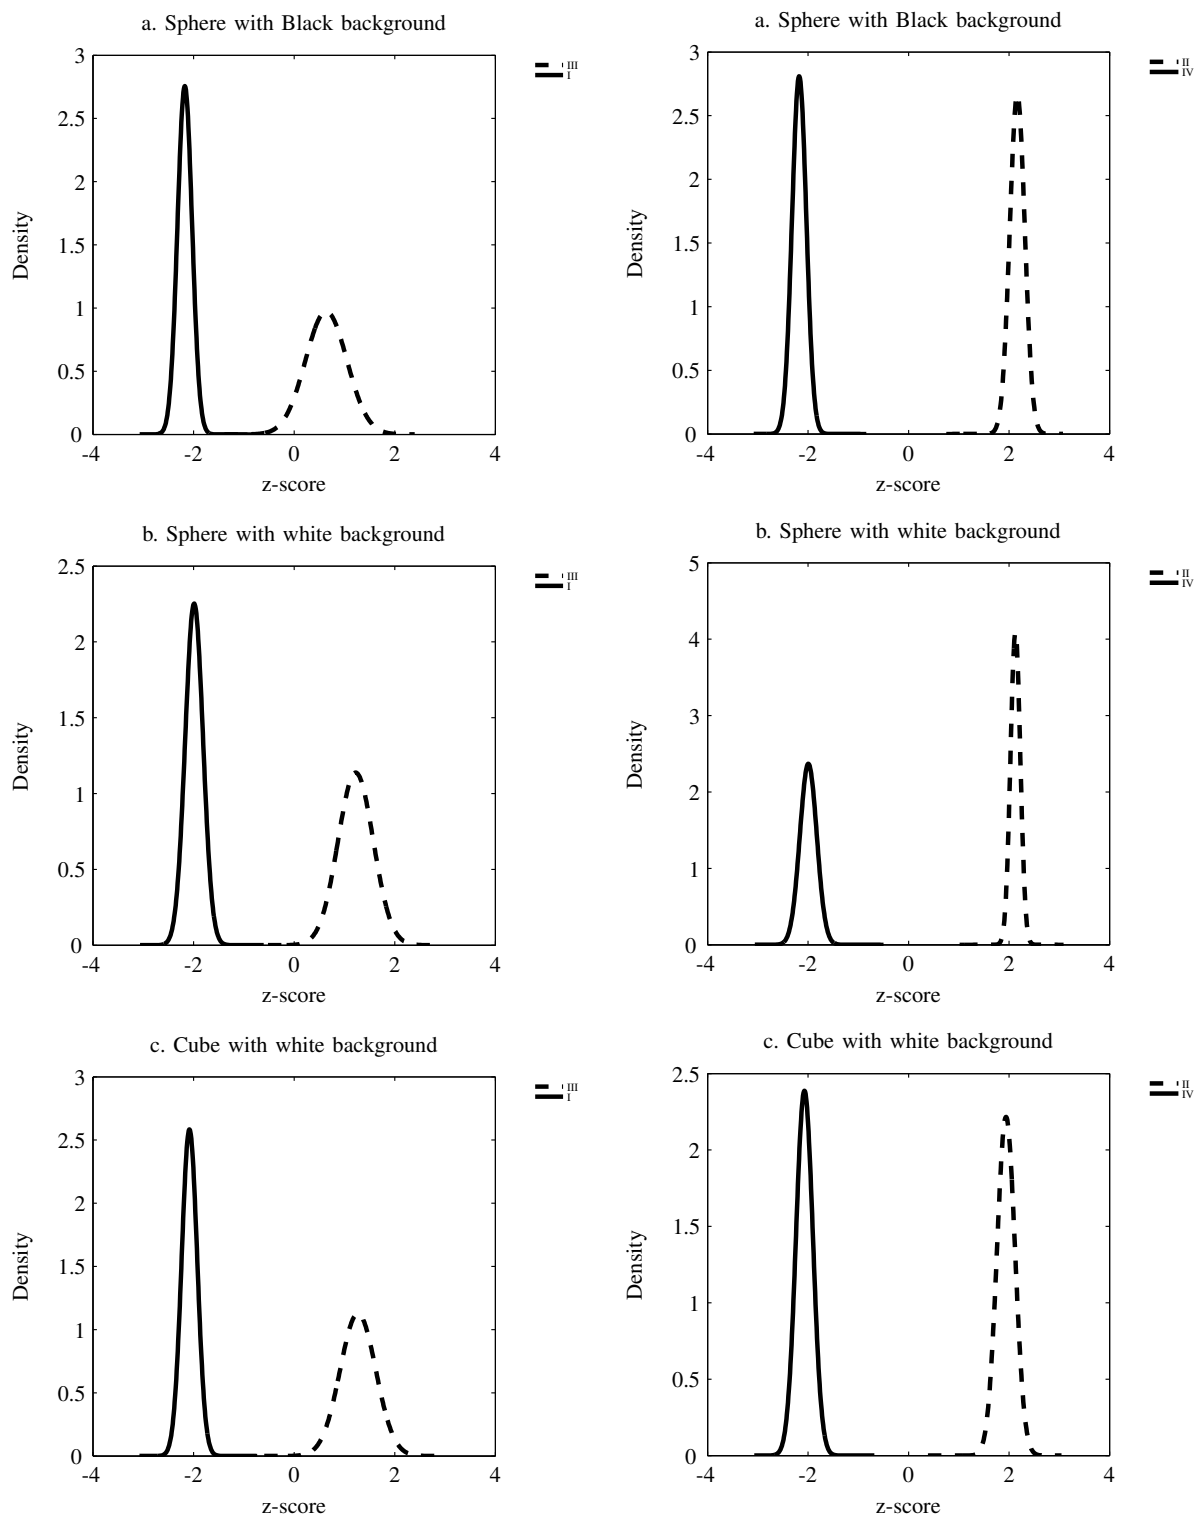 a. Sphere with Black background
3
2.5
2
1.5
1
0.5
0
Density
-4 -2 0 2 4
z-score
III
I
a. Sphere with Black background
3
2.5
2
1.5
1
0.5
0
Density
-4 -2 0 2 4
z-score
II
IV
b. Sphere with white background
2.5
2
1.5
1
0.5
0
Density
-4 -2 0 2 4
z-score
III
I
b. Sphere with white background
5
4
3
2
1
0
Density
-4 -2 0 2 4
z-score
II
IV
c. Cube with white background
3
2.5
2
1.5
1
0.5
0
Density
-4 -2 0 2 4
z-score
III
I
c. Cube with white background
2.5
2
1.5
1
0.5
0
Density
-4 -2 0 2 4
z-score
II
IV